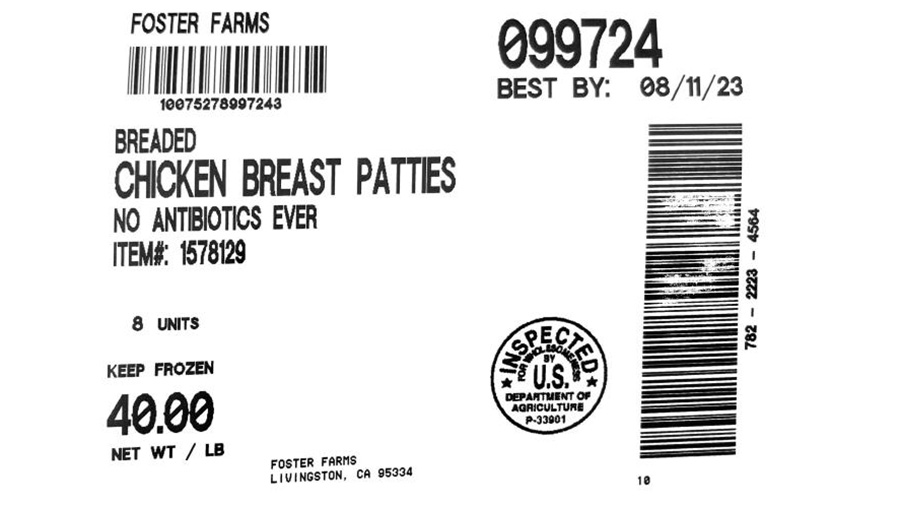 FOSTER FARMS
10075278997243
099724
BEST BY: 08/11/23
BREADED
CHICKEN BREAST PATTIES
NO ANTIBIOTICS EVER
ITEM#: 1578129
8 UNITS
KEEP FROZEN
40.00
NET WT / LB
FOSTER FARMS
LIVINGSTON, CA 95334
INSPECTED
FOR WHOLESOMENESS
BY
U.S.
DEPARTMENT OF
AGRICULTURE
P-33901
782 - 2223 - 4564
10